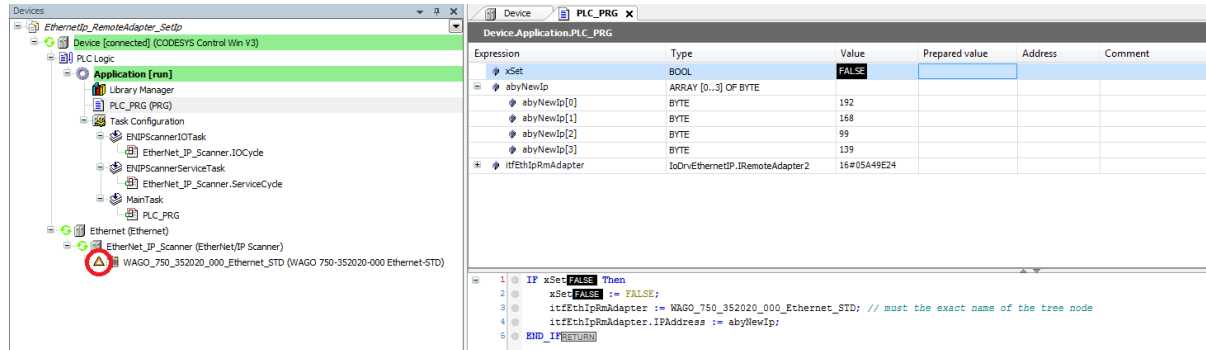 Devices
EthernetIp_RemoteAdapter_SetIp
Device [connected] (CODESYS Control Win V3)
PLC Logic
Application [run]
Library Manager
PLC_PRG (PRG)
Task Configuration
ENIPScannerIOTask
EtherNet_IP_Scanner.IOCycle
ENIPScannerServiceTask
EtherNet_IP_Scanner.ServiceCycle
MainTask
PLC_PRG
Ethernet (Ethernet)
EtherNet_IP_Scanner (EtherNet/IP Scanner)
WAGO_750_352020_000_Ethernet_STD (WAGO 750-352020-000 Ethernet-STD)
Device PLC_PRG X
Device.Application.PLC_PRG
Expression Type Value Prepared value Address Comment
xSet BOOL FALSE
abyNewIp ARRAY [0..3] OF BYTE
abyNewIp[0] BYTE 192
abyNewIp[1] BYTE 168
abyNewIp[2] BYTE 99
abyNewIp[3] BYTE 139
itfEthIpRmAdapter IoDrvEthernetIP.IRemoteAdapter2 16#05A49E24
1 IF xSet FALSE Then
2 xSet FALSE := FALSE;
3 itfEthIpRmAdapter := WAGO_750_352020_000_Ethernet_STD; // must the exact name of the tree node
4 itfEthIpRmAdapter.IPAddress := abyNewIp;
5 END_IF RETURN